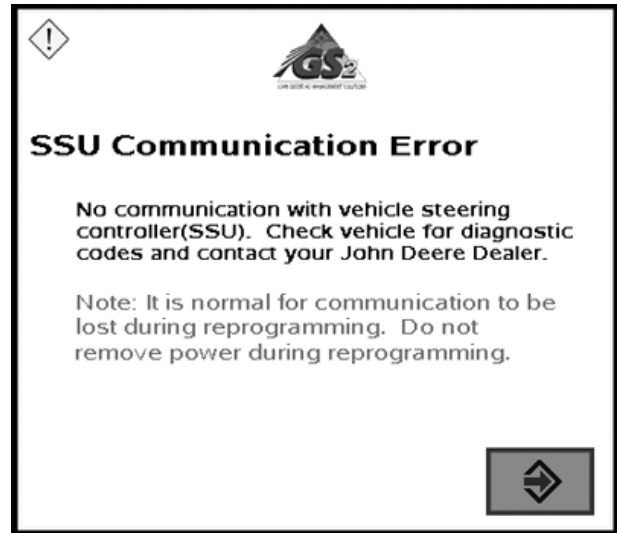 GS2
SSU Communication Error
No communication with vehicle steering
controller(SSU). Check vehicle for diagnostic
codes and contact your John Deere Dealer.
Note: It is normal for communication to be
lost during reprogramming. Do not
remove power during reprogramming.